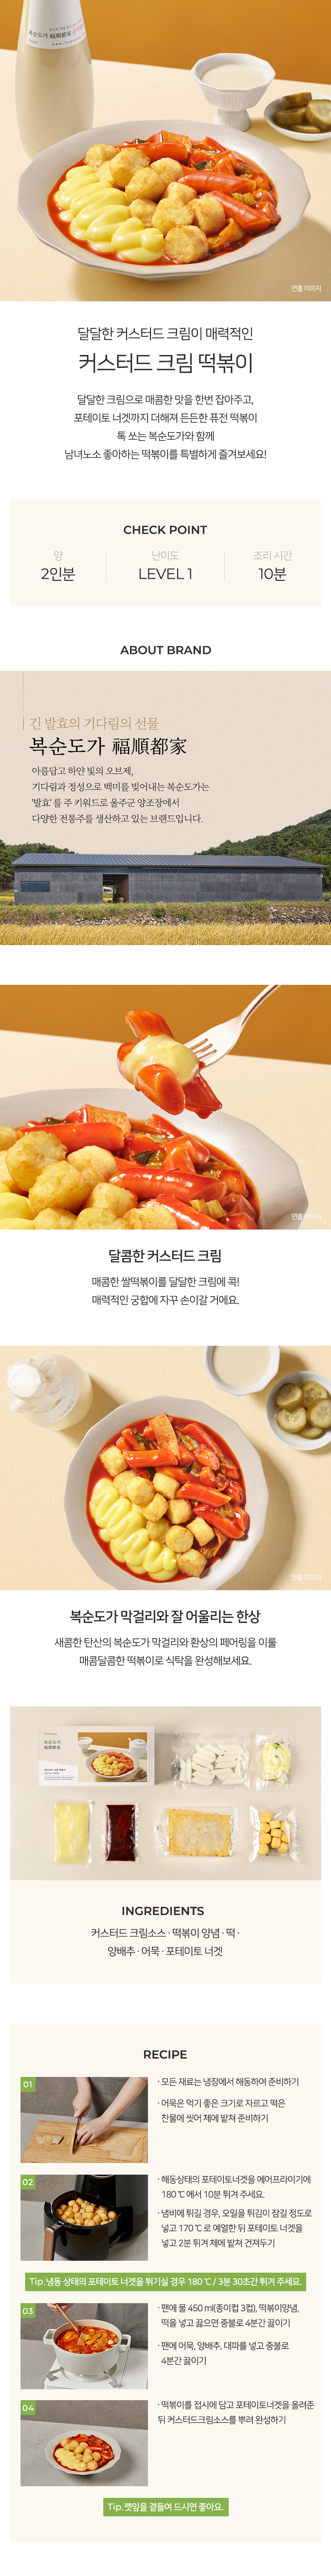 복순도가 福順都家
연출 이미지
달달한 커스터드 크림이 매력적인
커스터드 크림 떡볶이
달달한 크림으로 매콤한 맛을 한번 잡아주고,
포테이토 너겟까지 더해져 든든한 퓨전 떡볶이
톡 쏘는 복순도가와 함께
남녀노소 좋아하는 떡볶이를 특별하게 즐겨보세요!
CHECK POINT
양
난이도
조리 시간
2인분
LEVEL 1
10분
ABOUT BRAND
긴 발효의 기다림의 선물
복순도가 福順都家
아름답고 하얀 빛의 오브제,
기다림과 정성으로 백미를 빚어내는 복순도가는
'발효' 를 주 키워드로 울주군 양조장에서
다양한 전통주를 생산하고 있는 브랜드입니다.
연출 이미지
달콤한 커스터드 크림
매콤한 쌀떡볶이를 달달한 크림에 콕!
매력적인 궁합에 자꾸 손이갈 거에요.
연출 이미지
복순도가 막걸리와 잘 어울리는 한상
새콤한 탄산의 복순도가 막걸리와 환상의 페어링을 이룰
매콤달콤한 떡볶이로 식탁을 완성해보세요.
복순도가
福順都家
INGREDIENTS
커스터드 크림소스 · 떡볶이 양념 · 떡 ·
양배추 · 어묵 · 포테이토 너겟
RECIPE
01
· 모든 재료는 냉장에서 해동하여 준비하기
· 어묵은 먹기 좋은 크기로 자르고 떡은
찬물에 씻어 체에 밭쳐 준비하기
02
· 해동상태의 포테이토너겟을 에어프라이기에
180 ℃ 에서 10분 튀겨 주세요.
· 냄비에 튀길 경우, 오일을 튀김이 잠길 정도로
넣고 170 ℃ 로 예열한 뒤 포테이토 너겟을
넣고 2분 튀겨 체에 밭쳐 건져두기
Tip. 냉동 상태의 포테이토 너겟을 튀기실 경우 180 ℃ / 3분 30초간 튀겨 주세요.
03
· 팬에 물 450 ml(종이컵 3컵), 떡볶이양념,
떡을 넣고 끓으면 중불로 4분간 끓이기
· 팬에 어묵, 양배추, 대파를 넣고 중불로
4분간 끓이기
04
· 떡볶이를 접시에 담고 포테이토너겟을 올려준
뒤 커스터드크림소스를 뿌려 완성하기
Tip. 깻잎을 곁들여 드시면 좋아요.